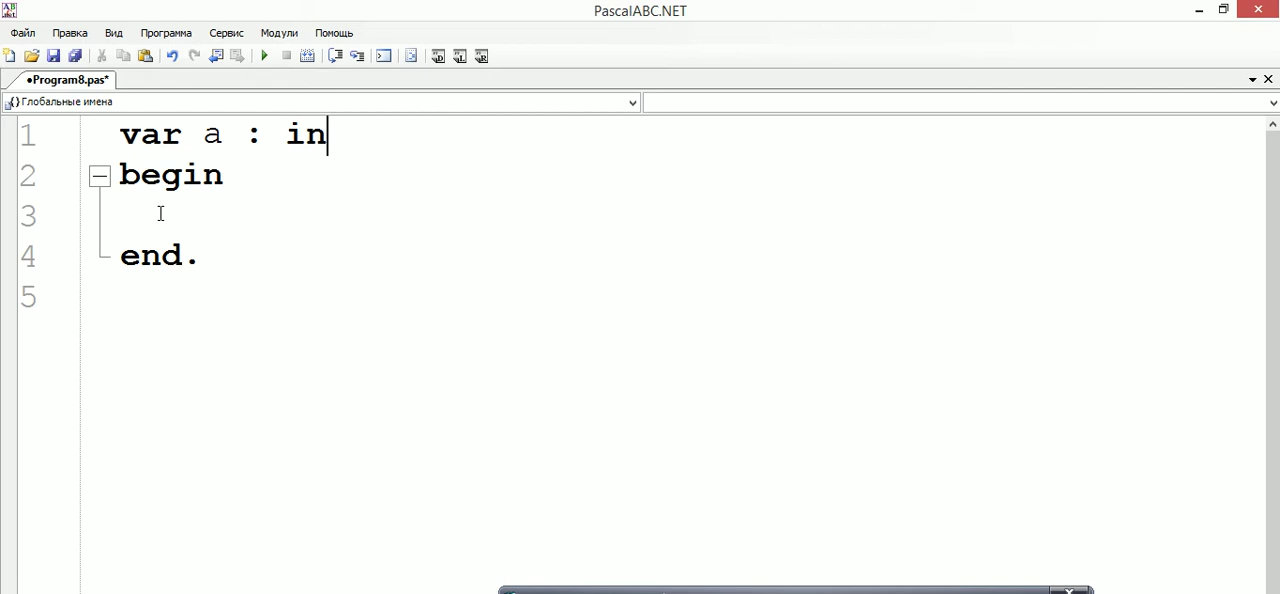 PascalABC.NET
Файл Правка Вид Программа Сервис Модули Помощь
•Program8.pas*
{}Глобальные имена
1 var a : in
2 begin
3
4 end.
5